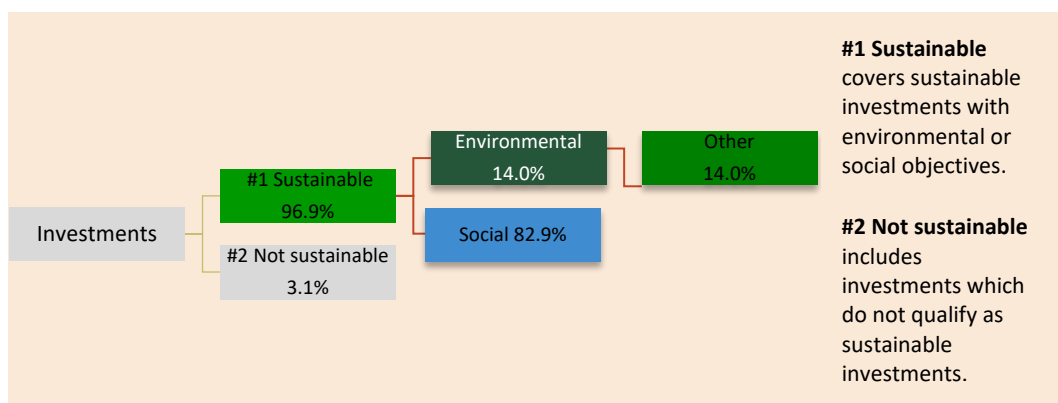 Investments
#1 Sustainable
96.9%
#2 Not sustainable
3.1%
Environmental
14.0%
Social 82.9%
Other
14.0%
#1 Sustainable
covers sustainable
investments with
environmental or
social objectives.
#2 Not sustainable
includes
investments which
do not qualify as
sustainable
investments.